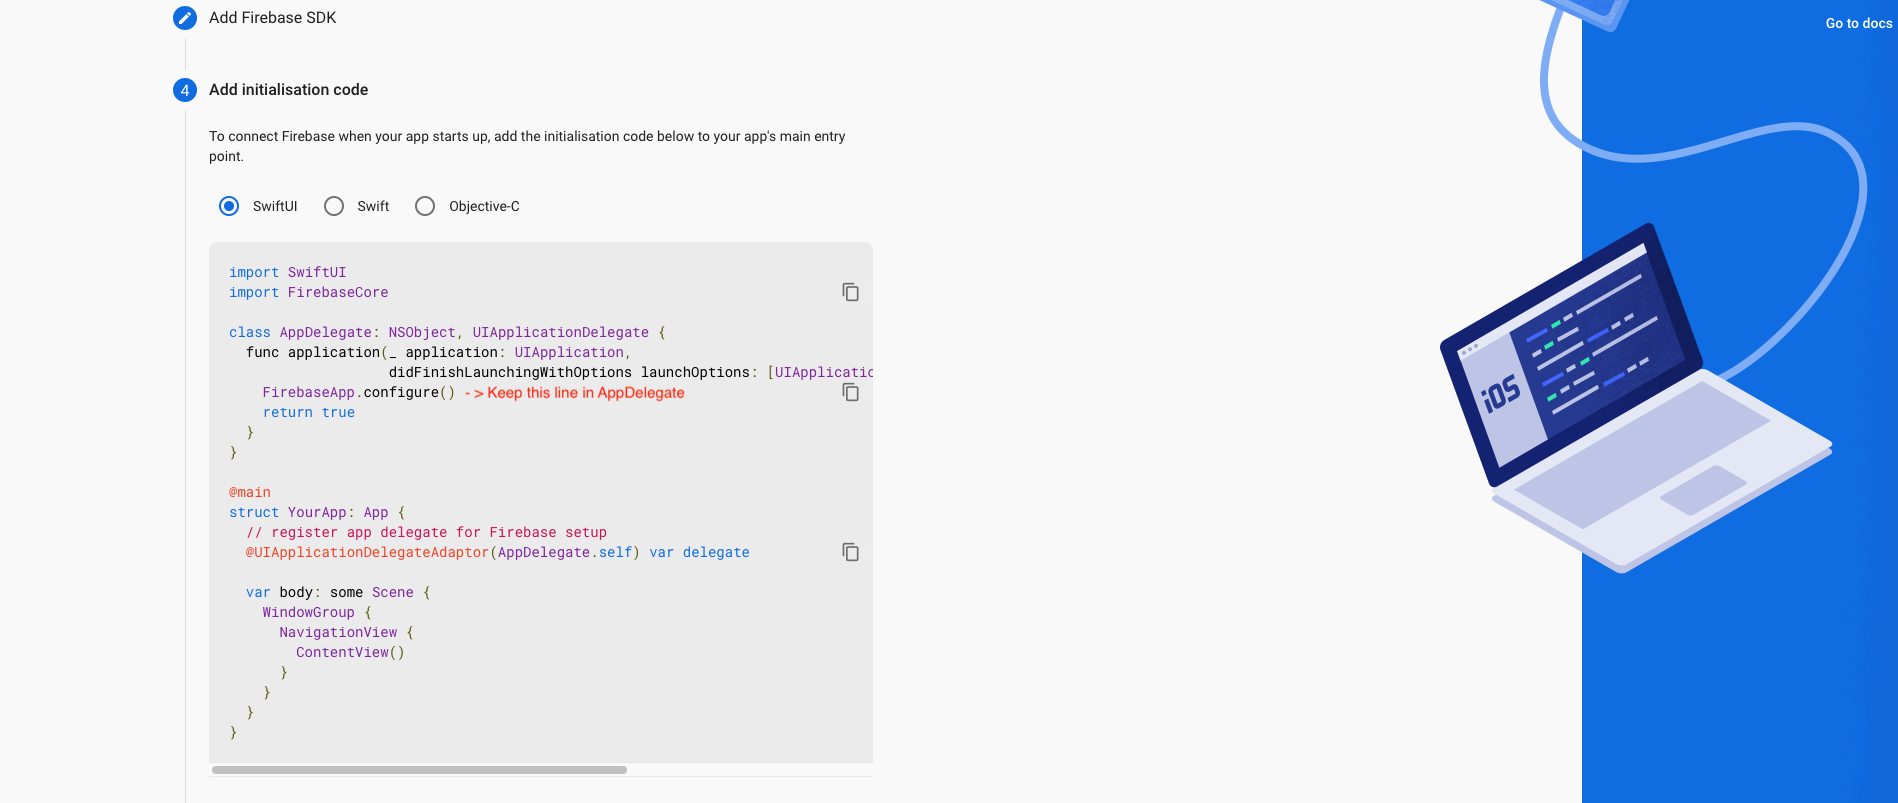 Add Firebase SDK
Go to docs
4 Add initialisation code
To connect Firebase when your app starts up, add the initialisation code below to your app's main entry
point.
SwiftUI Swift Objective-C
import SwiftUI
import FirebaseCore
class AppDelegate: NSObject, UIApplicationDelegate {
  func application(_ application: UIApplication,
                   didFinishLaunchingWithOptions launchOptions: [UIApplicatio
    FirebaseApp.configure() - > Keep this line in AppDelegate
    return true
  }
}
@main
struct YourApp: App {
  // register app delegate for Firebase setup
  @UIApplicationDelegateAdaptor(AppDelegate.self) var delegate
  var body: some Scene {
    WindowGroup {
      NavigationView {
        ContentView()
      }
    }
  }
}
iOS